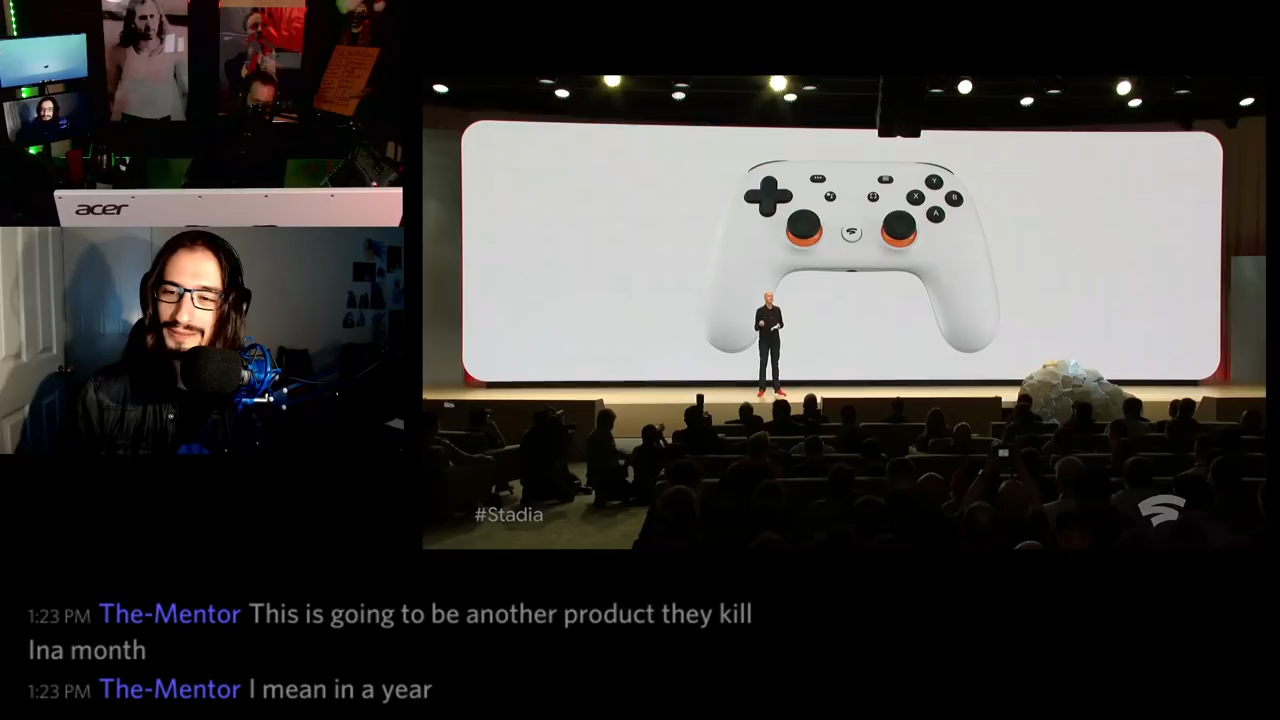 acer
Y
X
B
A
#Stadia
1:23 PM The-Mentor This is going to be another product they kill
Ina month
1:23 PM The-Mentor I mean in a year